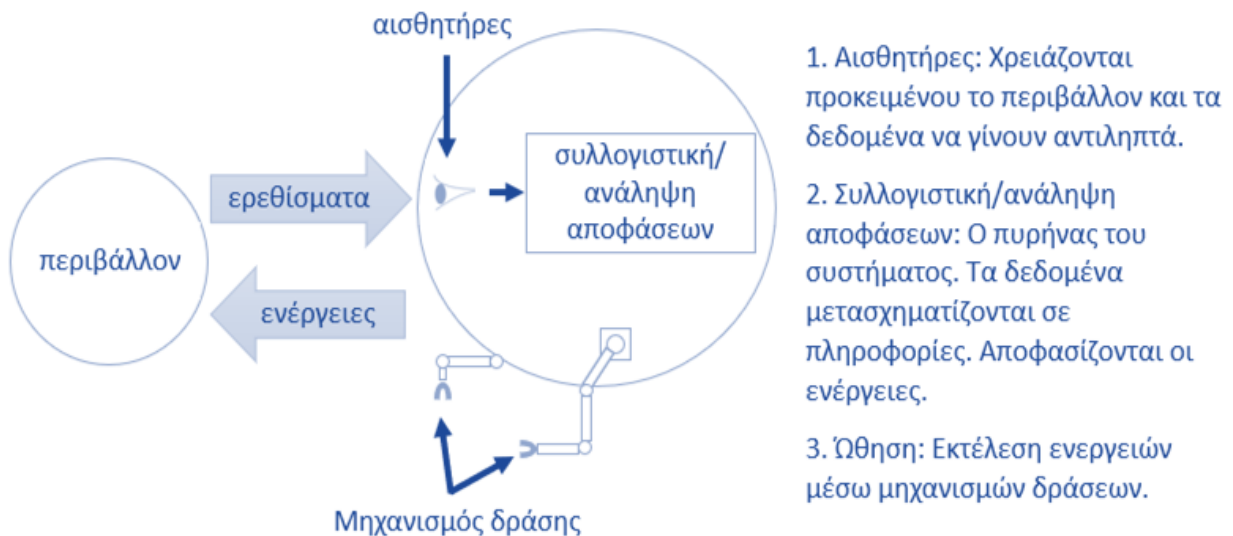 αισθητήρες
συλλογιστική/
ανάληψη
αποφάσεων
ερεθίσματα
περιβάλλον
ενέργειες
Μηχανισμός δράσης
1. Αισθητήρες: Χρειάζονται
προκειμένου το περιβάλλον και τα
δεδομένα να γίνουν αντιληπτά.
2. Συλλογιστική/ανάληψη
αποφάσεων: Ο πυρήνας του
συστήματος. Τα δεδομένα
μετασχηματίζονται σε
πληροφορίες. Αποφασίζονται οι
ενέργειες.
3. Ώθηση: Εκτέλεση ενεργειών
μέσω μηχανισμών δράσεων.